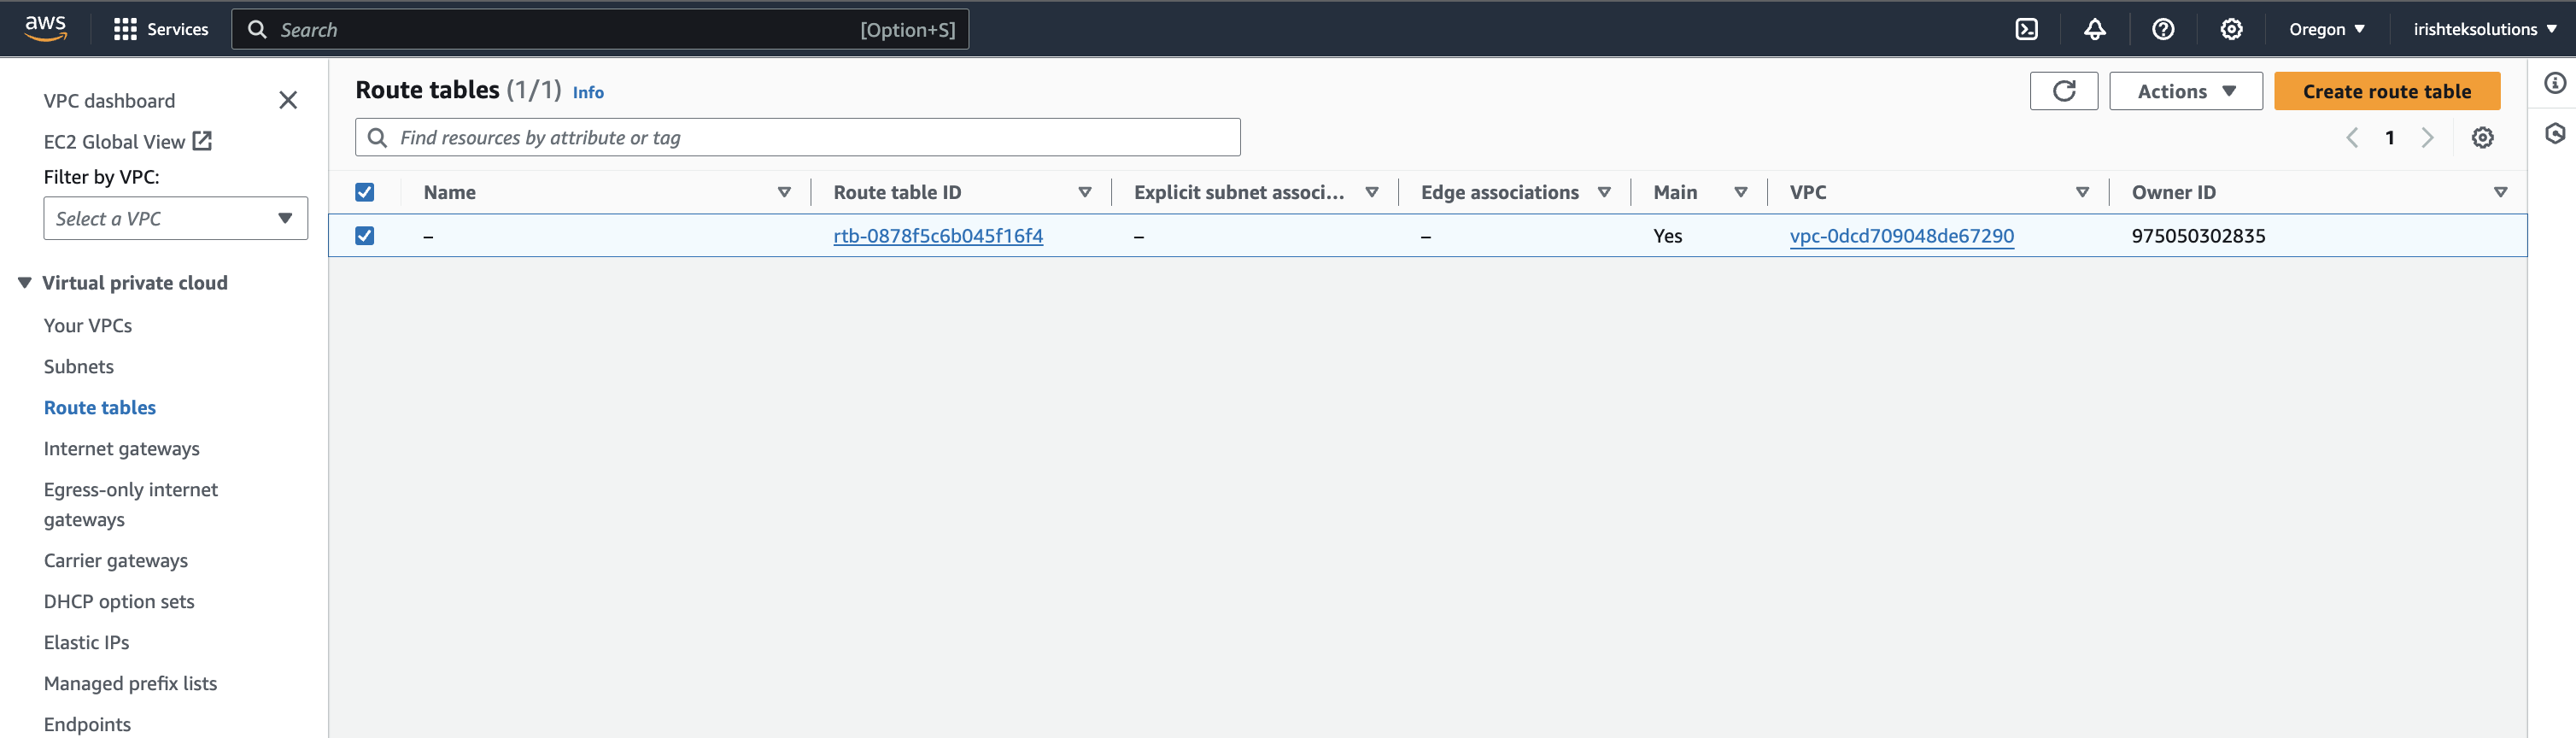 aws
Services
Search
[Option+S]
Oregon
irishteksolutions
VPC dashboard
EC2 Global View
Filter by VPC:
Select a VPC
Virtual private cloud
Your VPCs
Subnets
Route tables
Internet gateways
Egress-only internet
gateways
Carrier gateways
DHCP option sets
Elastic IPs
Managed prefix lists
Endpoints
Route tables (1/1) Info
Actions
Create route table
Find resources by attribute or tag
1
Name Route table ID Explicit subnet associ... Edge associations Main VPC Owner ID
– rtb-0878f5c6b045f16f4 – – Yes vpc-0dcd709048de67290 975050302835